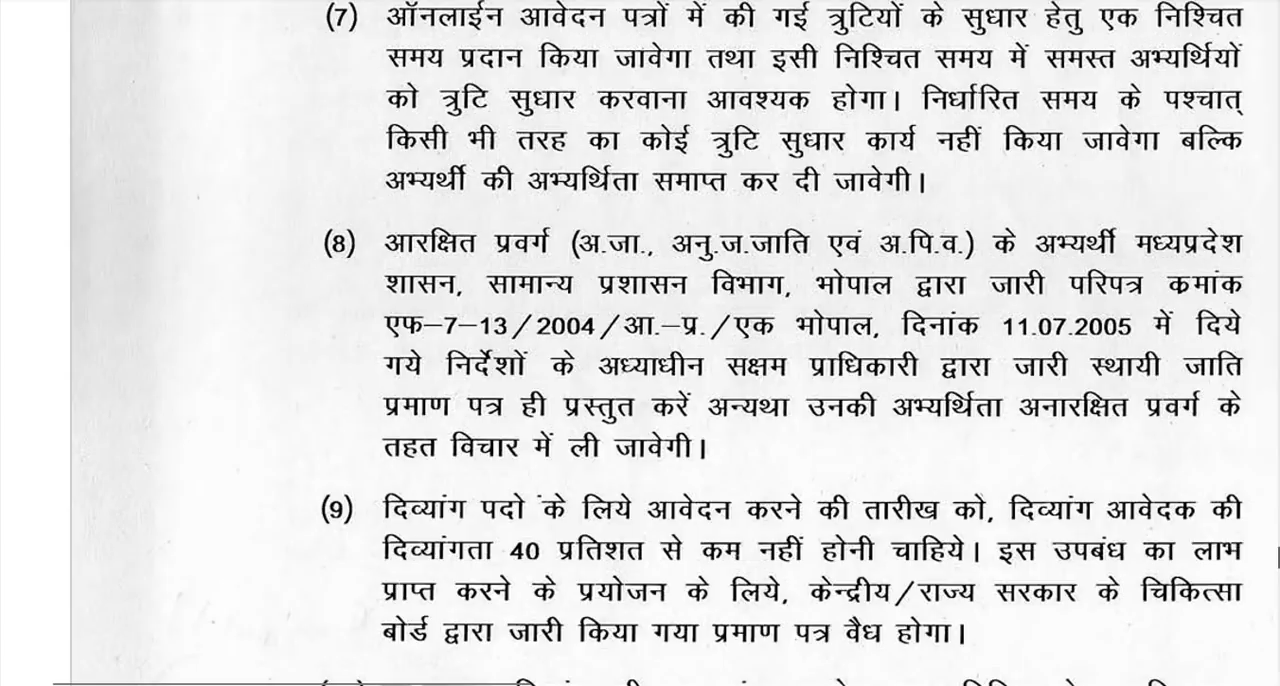 (7) ऑनलाईन आवेदन पत्रों में की गई त्रुटियों के सुधार हेतु एक निश्चित
समय प्रदान किया जावेगा तथा इसी निश्चित समय में समस्त अभ्यर्थियों
को त्रुटि सुधार करवाना आवश्यक होगा। निर्धारित समय के पश्चात्
किसी भी तरह का कोई त्रुटि सुधार कार्य नहीं किया जावेगा बल्कि
अभ्यर्थी की अभ्यर्थिता समाप्त कर दी जावेगी।
(8) आरक्षित प्रवर्ग (अ.जा., अनु.ज.जाति एवं अ.पि.व.) के अभ्यर्थी मध्यप्रदेश
शासन, सामान्य प्रशासन विभाग, भोपाल द्वारा जारी परिपत्र कमांक
एफ–7–13/2004/आ.–प्र./एक भोपाल, दिनांक 11.07.2005 में दिये
गये निर्देशों के अध्याधीन सक्षम प्राधिकारी द्वारा जारी स्थायी जाति
प्रमाण पत्र ही प्रस्तुत करें अन्यथा उनकी अभ्यर्थिता अनारक्षित प्रवर्ग के
तहत विचार में ली जावेगी।
(9) दिव्यांग पदो के लिये आवेदन करने की तारीख को, दिव्यांग आवेदक की
दिव्यांगता 40 प्रतिशत से कम नहीं होनी चाहिये। इस उपबंध का लाभ
प्राप्त करने के प्रयोजन के लिये, केन्द्रीय/राज्य सरकार के चिकित्सा
बोर्ड द्वारा जारी किया गया प्रमाण पत्र वैध होगा।